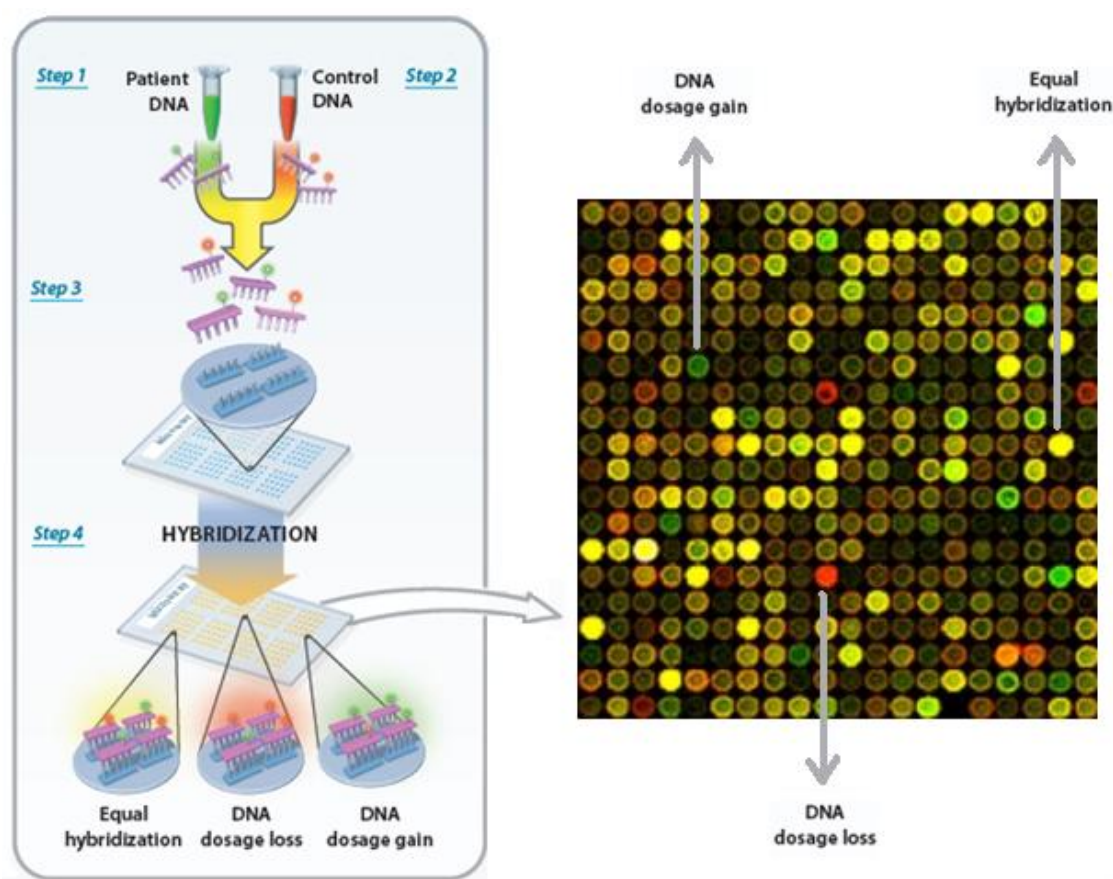 Step 1
Patient
DNA
Control
DNA
Step 2
Step 3
Step 4
HYBRIDIZATION
Equal
hybridization
DNA
dosage loss
DNA
dosage gain
DNA
dosage gain
Equal
hybridization
DNA
dosage loss